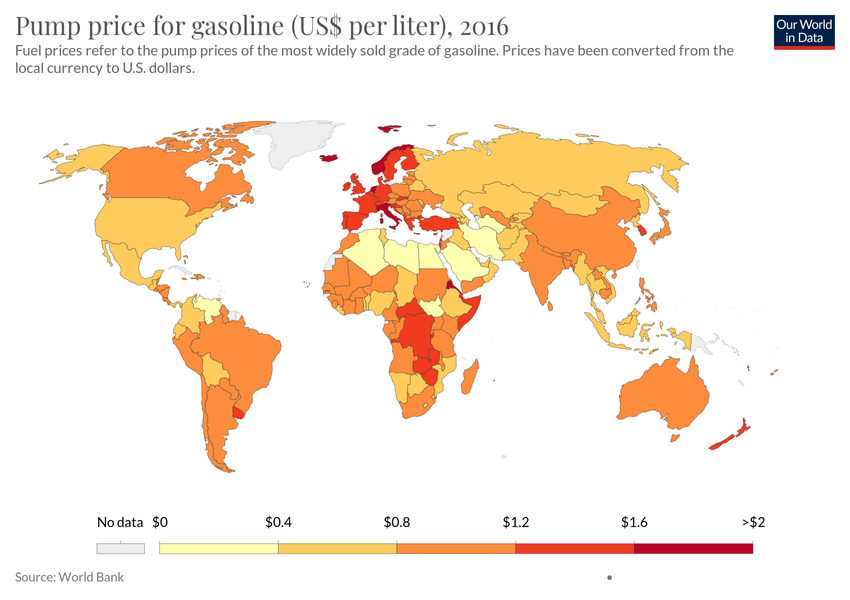 Pump price for gasoline (US$ per liter), 2016
Our World
in Data
Fuel prices refer to the pump prices of the most widely sold grade of gasoline. Prices have been converted from the
local currency to U.S. dollars.
No data $0 $0.4 $0.8 $1.2 $1.6 >$2
Source: World Bank